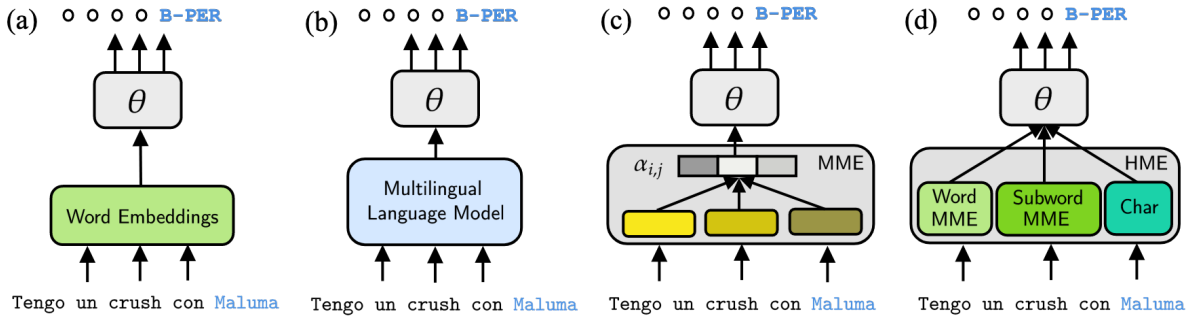 (a) O O O O B-PER
θ
Word Embeddings
Tengo un crush con Maluma
(b) O O O O B-PER
θ
Multilingual
Language Model
Tengo un crush con Maluma
(c) O O O O B-PER
θ
αi,j MME
Tengo un crush con Maluma
(d) O O O O B-PER
θ
HME
Word
MME
Subword
MME
Char
Tengo un crush con Maluma